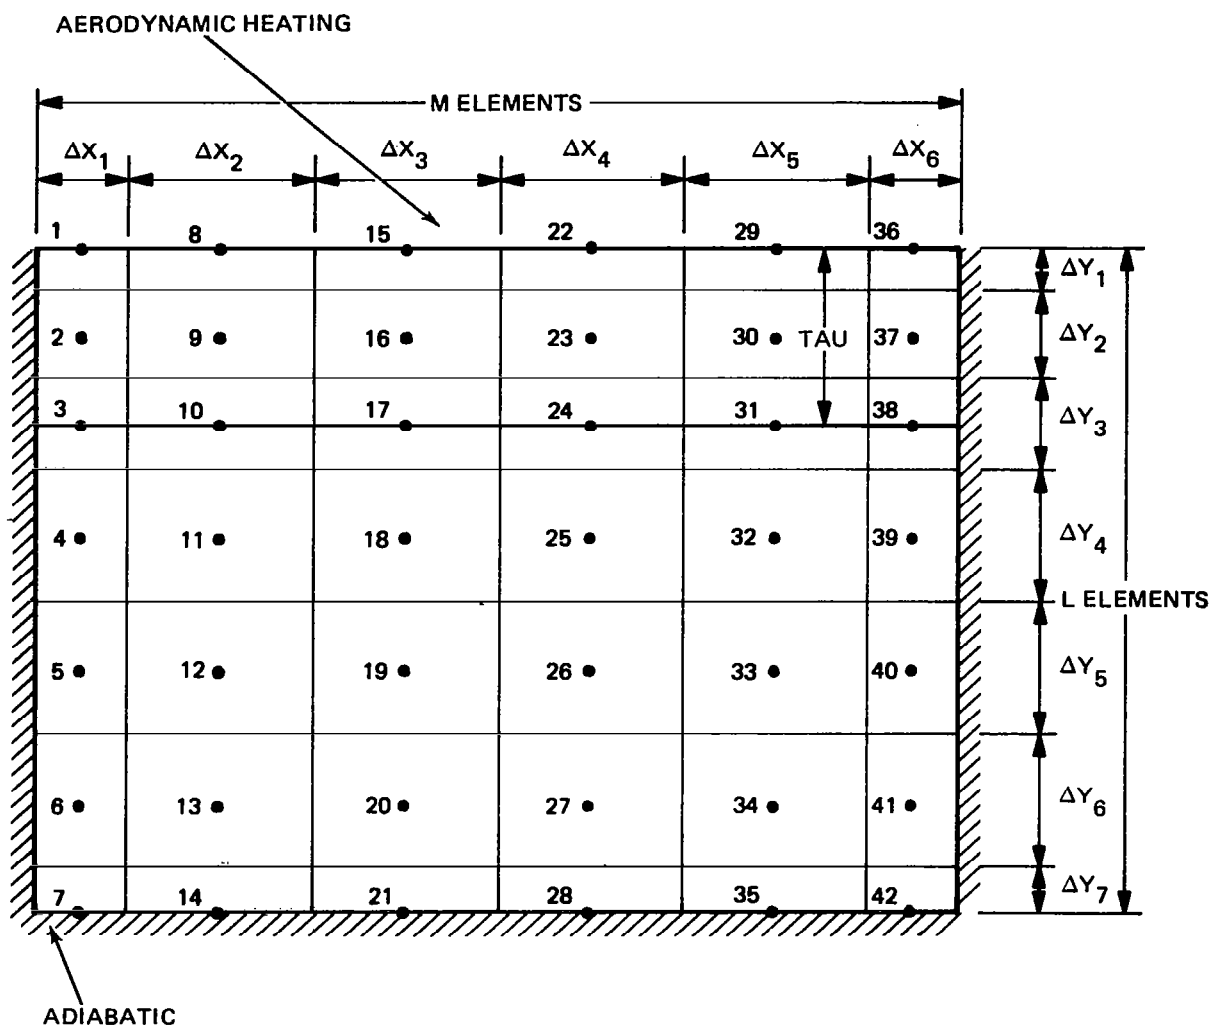 AERODYNAMIC HEATING
M ELEMENTS
ΔX₁ ΔX₂ ΔX₃ ΔX₄ ΔX₅ ΔX₆
1 8 15 22 29 36
ΔY₁
2 9 16 23 30 TAU 37 ΔY₂
3 10 17 24 31 38
ΔY₃
4 11 18 25 32 39 ΔY₄
L ELEMENTS
5 12 19 26 33 40 ΔY₅
6 13 20 27 34 41 ΔY₆
7 14 21 28 35 42 ΔY₇
ADIABATIC